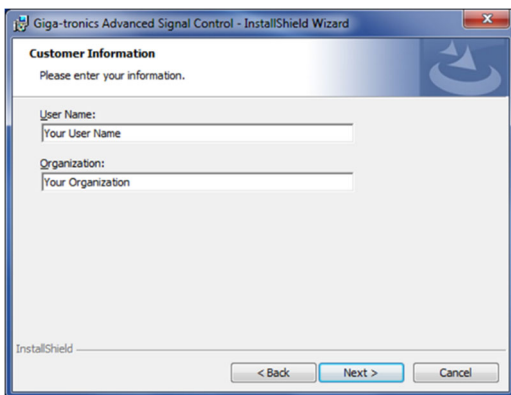 Giga-tronics Advanced Signal Control - InstallShield Wizard
Customer Information
Please enter your information.
User Name:
Your User Name
Organization:
Your Organization
InstallShield
< Back Next > Cancel